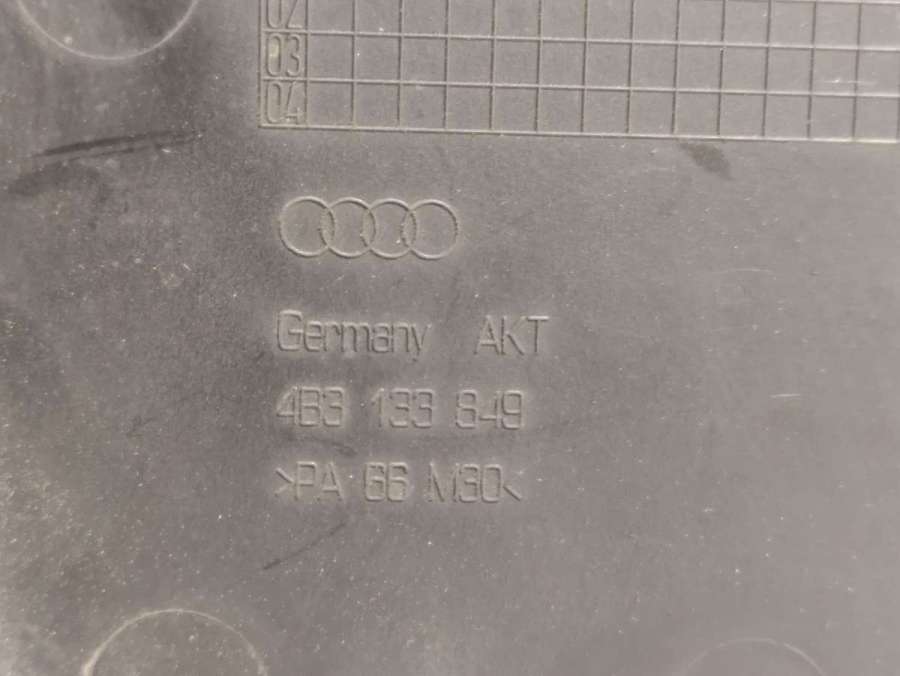 02
03
04
Germany AKT
4B3 133 849
>PA 66 M30<